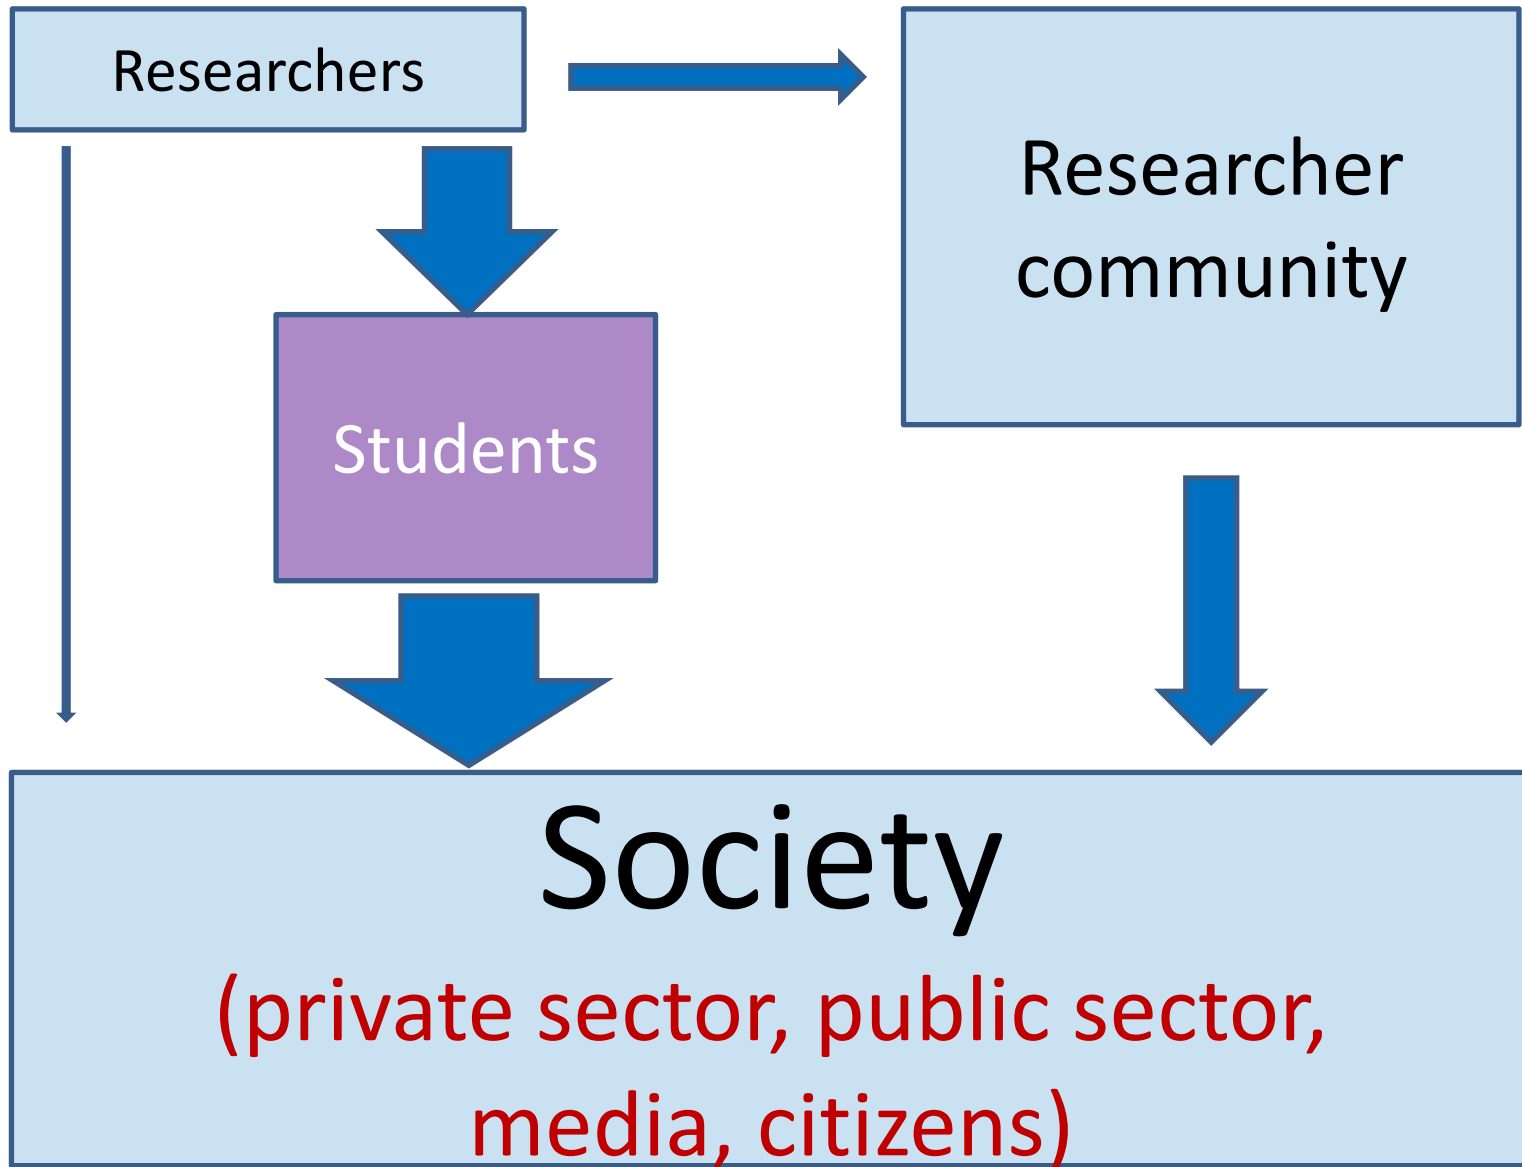 Researchers
Researcher
community
Students
Society
(private sector, public sector,
media, citizens)